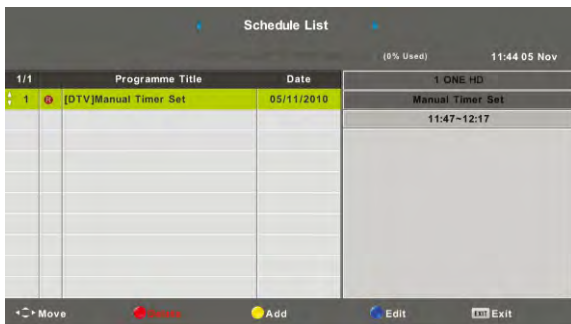 Schedule List
(0% Used) 11:44 05 Nov
1/1 Programme Title Date 1 ONE HD
1 [DTV]Manual Timer Set 05/11/2010 Manual Timer Set
11:47~12:17
Move Add Edit EXIT Exit